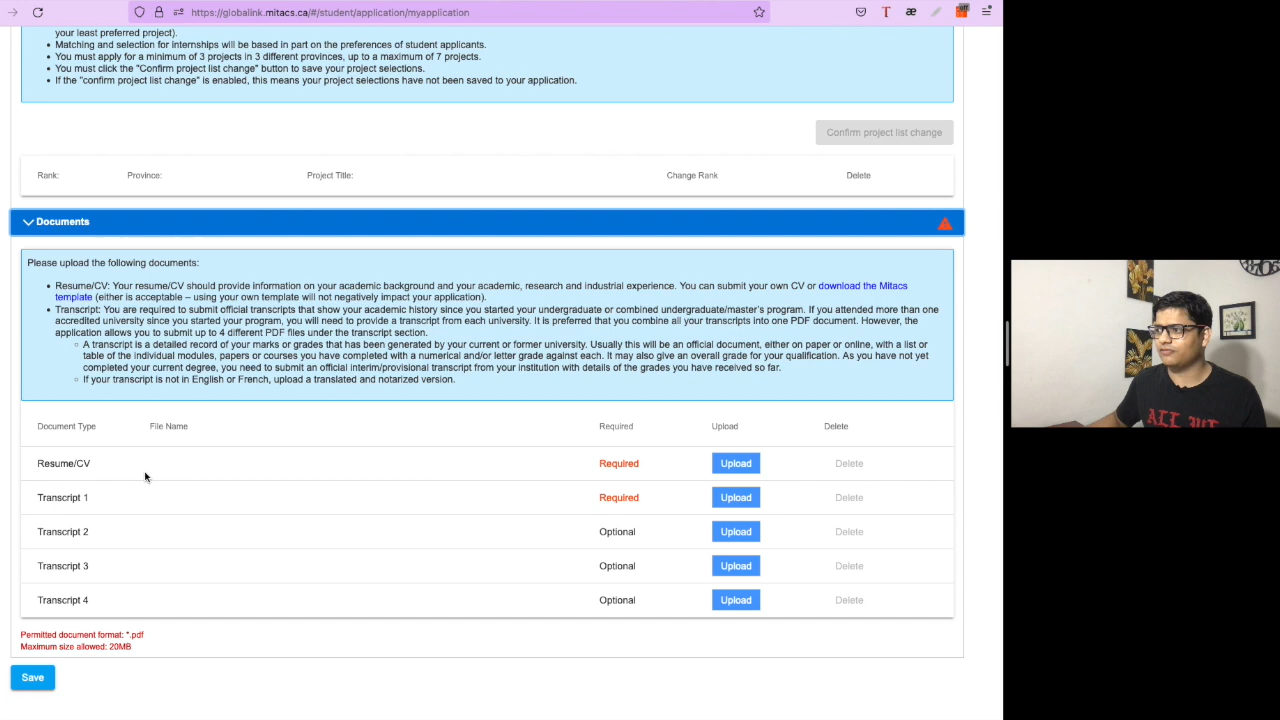 https://globalink.mitacs.ca/#/student/application/myapplication
your least preferred project).
Matching and selection for internships will be based in part on the preferences of student applicants.
You must apply for a minimum of 3 projects in 3 different provinces, up to a maximum of 7 projects.
You must click the "Confirm project list change" button to save your project selections.
If the "confirm project list change" is enabled, this means your project selections have not been saved to your application.
Confirm project list change
Rank: Province: Project Title: Change Rank Delete
Documents
Please upload the following documents:
Resume/CV: Your resume/CV should provide information on your academic background and your academic, research and industrial experience. You can submit your own CV or download the Mitacs
template (either is acceptable – using your own template will not negatively impact your application).
Transcript: You are required to submit official transcripts that show your academic history since you started your undergraduate or combined undergraduate/master's program. If you attended more than one
accredited university since you started your program, you will need to provide a transcript from each university. It is preferred that you combine all your transcripts into one PDF document. However, the
application allows you to submit up to 4 different PDF files under the transcript section.
A transcript is a detailed record of your marks or grades that has been generated by your current or former university. Usually this will be an official document, either on paper or online, with a list or
table of the individual modules, papers or courses you have completed with a numerical and/or letter grade against each. It may also give an overall grade for your qualification. As you have not yet
completed your current degree, you need to submit an official interim/provisional transcript from your institution with details of the grades you have received so far.
If your transcript is not in English or French, upload a translated and notarized version.
Document Type File Name Required Upload Delete
Resume/CV Required Upload Delete
Transcript 1 Required Upload Delete
Transcript 2 Optional Upload Delete
Transcript 3 Optional Upload Delete
Transcript 4 Optional Upload Delete
Permitted document format: *.pdf
Maximum size allowed: 20MB
Save
ALL WE